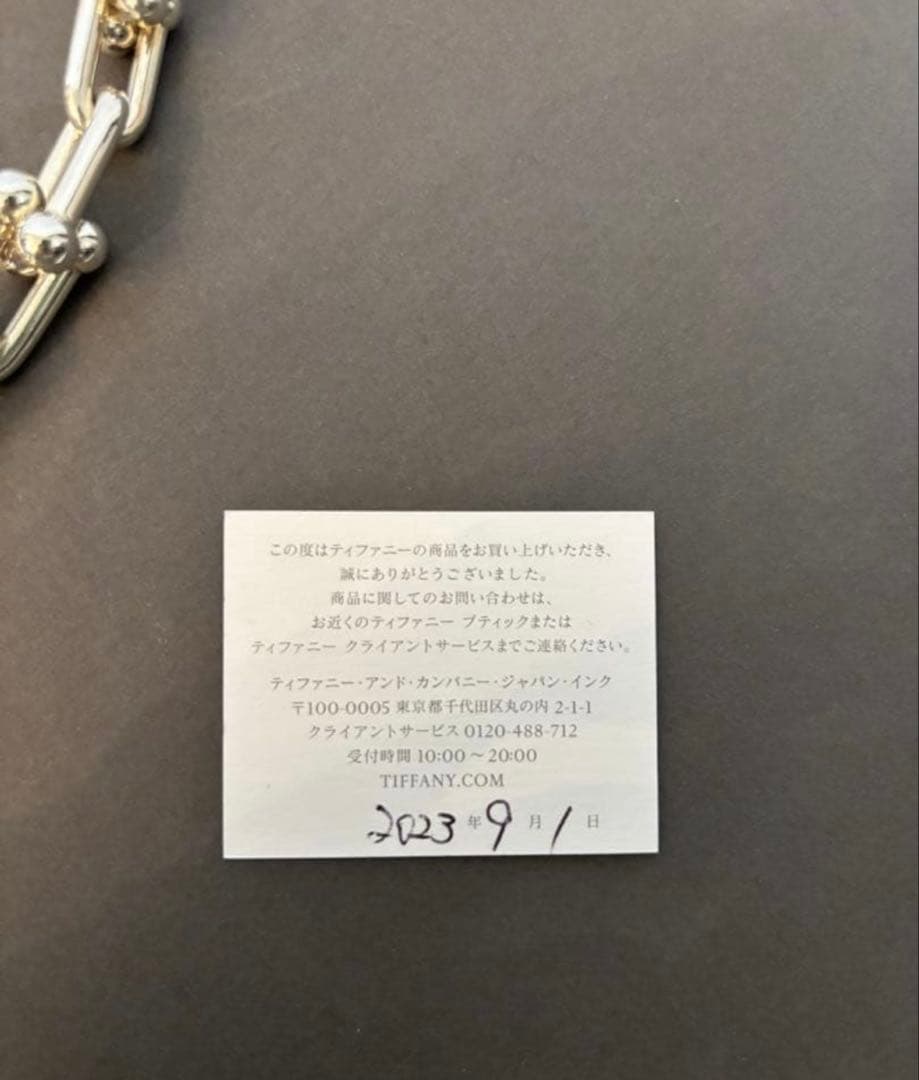 この度はティファニーの商品をお買い上げいただき、
誠にありがとうございました。
商品に関してのお問い合わせは、
お近くのティファニー ブティックまたは
ティファニー クライアントサービスまでご連絡ください。
ティファニー・アンド・カンパニー・ジャパン・インク
〒100-0005 東京都千代田区丸の内 2-1-1
クライアントサービス 0120-488-712
受付時間 10:00～20:00
TIFFANY.COM
2023年9月1日